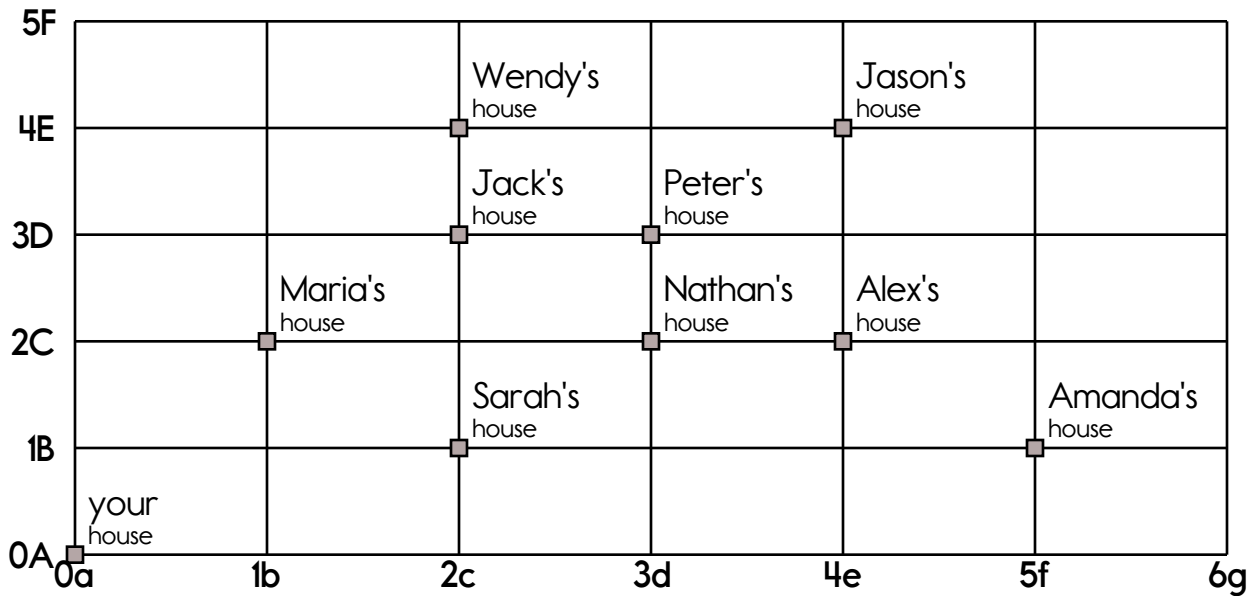 5F
Wendy's
house
Jason's
house
4E
Jack's
house
Peter's
house
3D
Maria's
house
Nathan's
house
Alex's
house
2C
Sarah's
house
Amanda's
house
1B
your
house
0A
0a 1b 2c 3d 4e 5f 6g